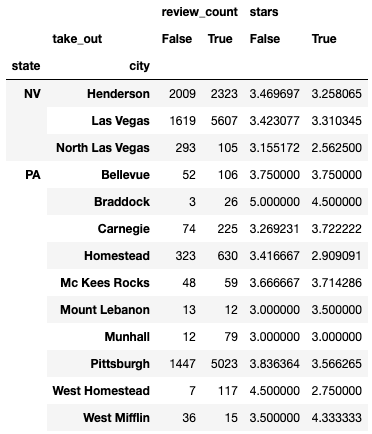 review_count stars
take_out False True False True
state city
NV Henderson 2009 2323 3.469697 3.258065
Las Vegas 1619 5607 3.423077 3.310345
North Las Vegas 293 105 3.155172 2.562500
PA Bellevue 52 106 3.750000 3.750000
Braddock 3 26 5.000000 4.500000
Carnegie 74 225 3.269231 3.722222
Homestead 323 630 3.416667 2.909091
Mc Kees Rocks 48 59 3.666667 3.714286
Mount Lebanon 13 12 3.000000 3.500000
Munhall 12 79 3.000000 3.000000
Pittsburgh 1447 5023 3.836364 3.566265
West Homestead 7 117 4.500000 2.750000
West Mifflin 36 15 3.500000 4.333333